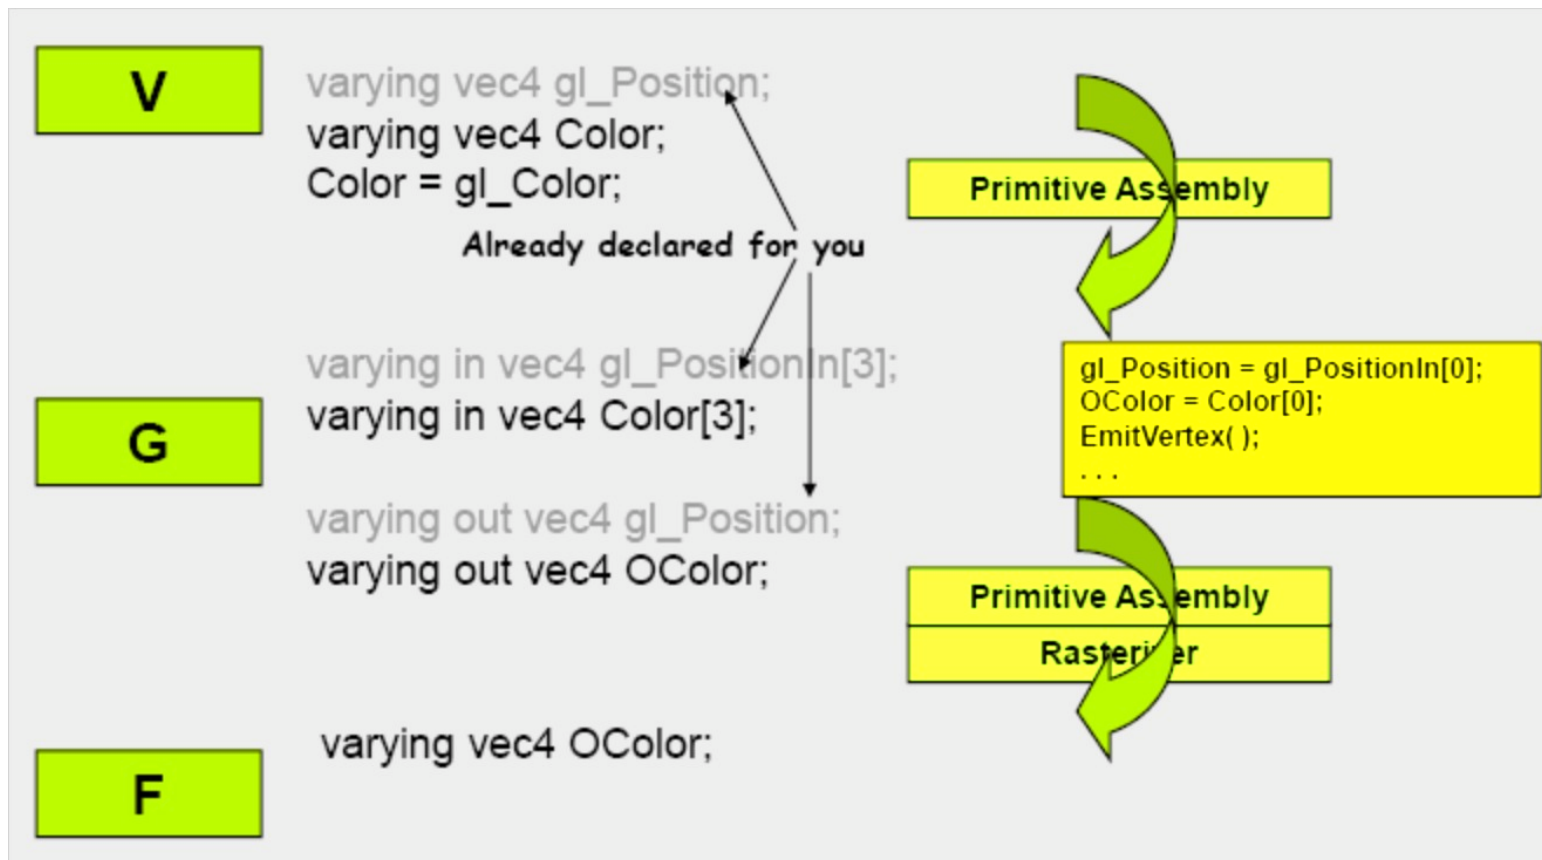 V
varying vec4 gl_Position;
varying vec4 Color;
Color = gl_Color;
Already declared for you
Primitive Assembly
G
varying in vec4 gl_PositionIn[3];
varying in vec4 Color[3];
varying out vec4 gl_Position;
varying out vec4 OColor;
gl_Position = gl_PositionIn[0];
OColor = Color[0];
EmitVertex( );
. . .
Primitive Assembly
Rasterizer
F
varying vec4 OColor;